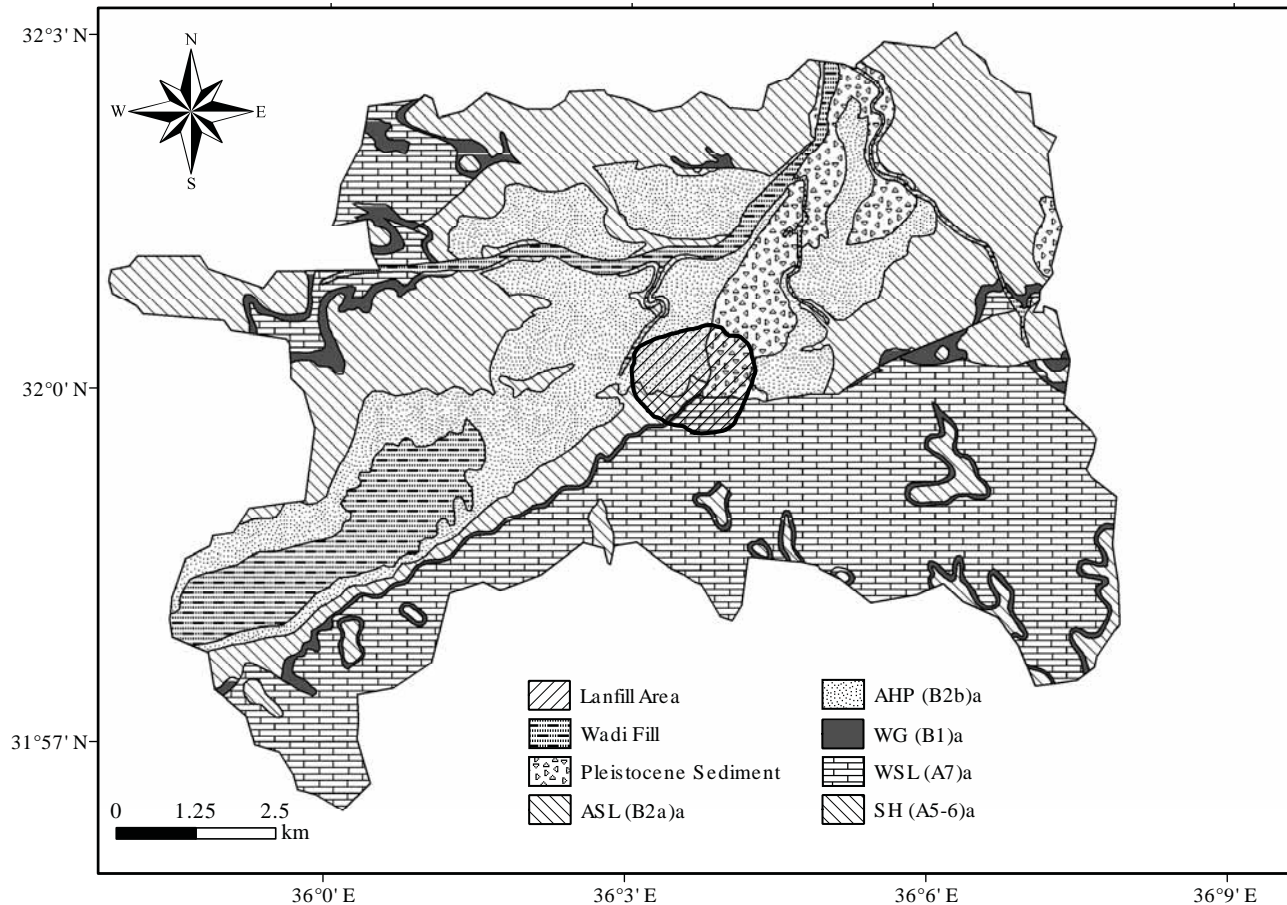 32°3' N
N
W
E
S
32°0' N
31°57' N
Lanfill Area
Wadi Fill
Pleistocene Sediment
ASL (B2a)a
AHP (B2b)a
WG (B1)a
WSL (A7)a
SH (A5-6)a
0 1.25 2.5
km
36°0' E 36°3' E 36°6' E 36°9' E